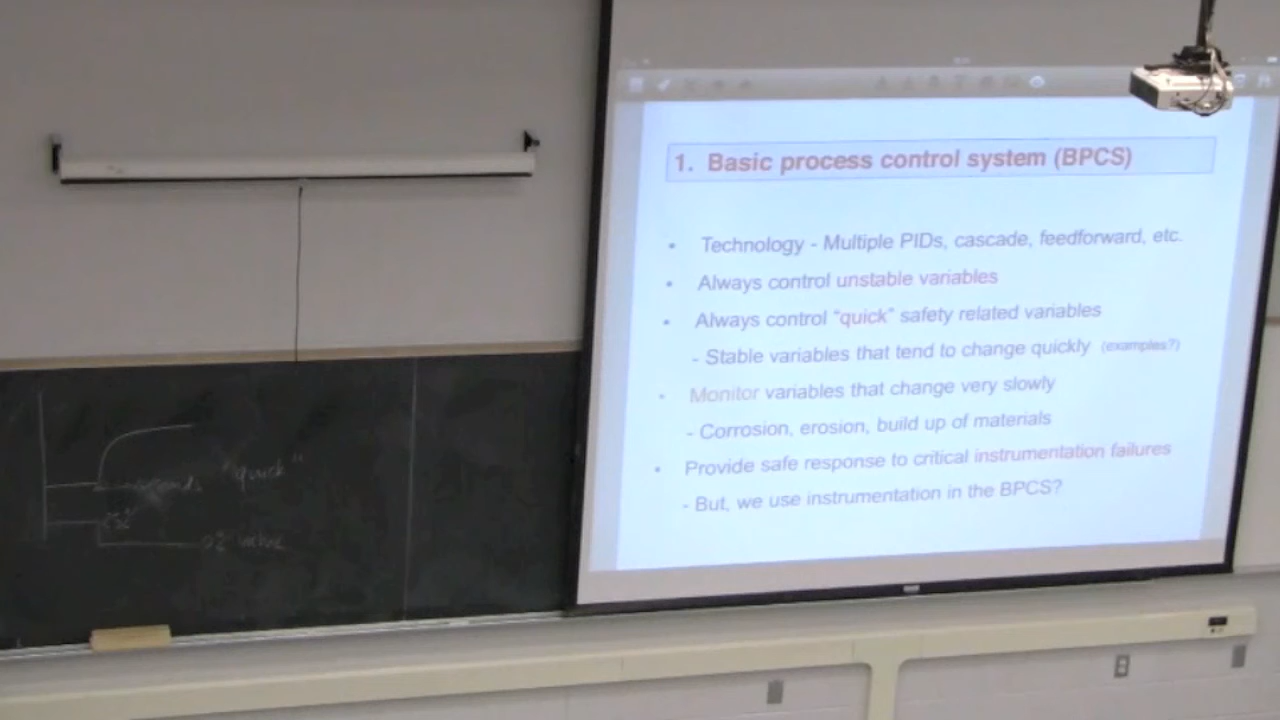 1. Basic process control system (BPCS)
• Technology - Multiple PIDs, cascade, feedforward, etc.
• Always control unstable variables
• Always control "quick" safety related variables
- Stable variables that tend to change quickly (examples?)
• Monitor variables that change very slowly
- Corrosion, erosion, build up of materials
• Provide safe response to critical instrumentation failures
- But, we use instrumentation in the BPCS?
"quick"